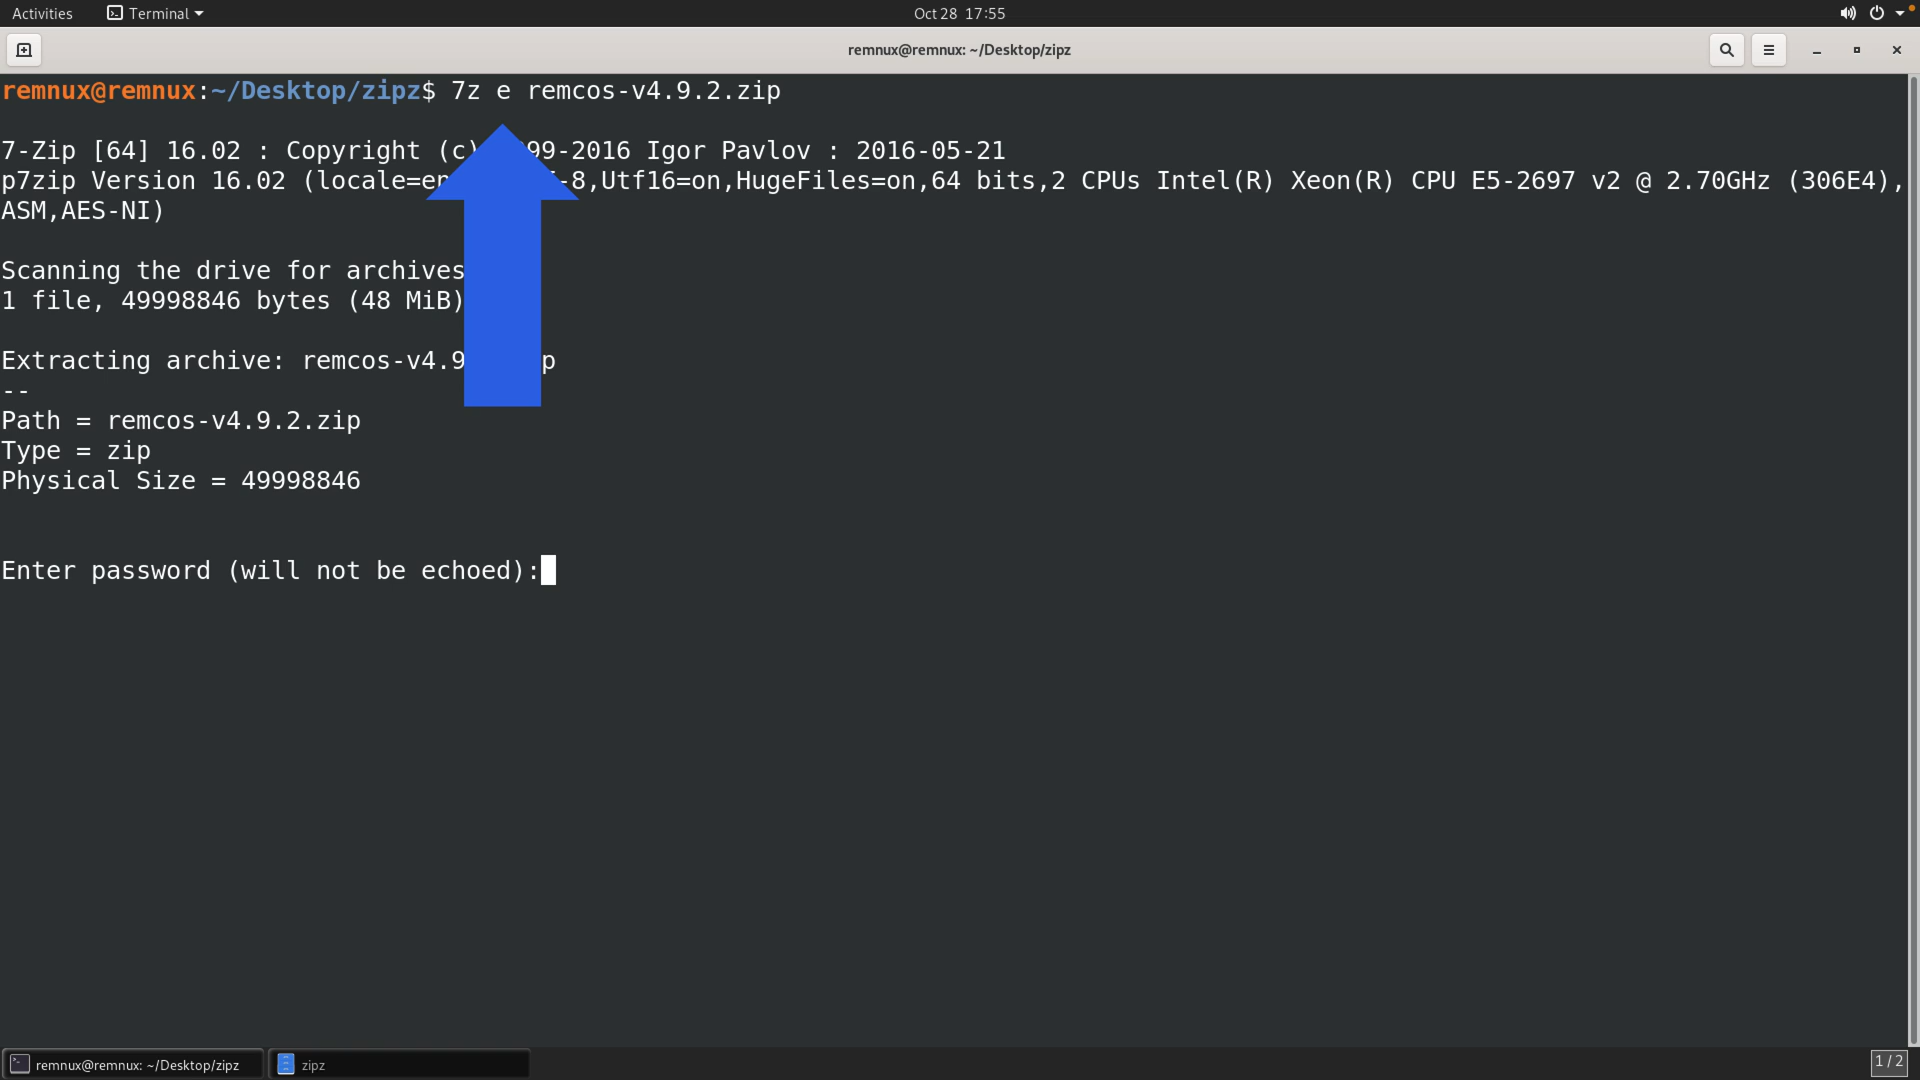 Activities Terminal Oct 28 17:55
remnux@remnux: ~/Desktop/zipz
remnux@remnux:~/Desktop/zipz$ 7z e remcos-v4.9.2.zip
7-Zip [64] 16.02 : Copyright (c) 99-2016 Igor Pavlov : 2016-05-21
p7zip Version 16.02 (locale=en -8,Utf16=on,HugeFiles=on,64 bits,2 CPUs Intel(R) Xeon(R) CPU E5-2697 v2 @ 2.70GHz (306E4),
ASM,AES-NI)
Scanning the drive for archives
1 file, 49998846 bytes (48 MiB)
Extracting archive: remcos-v4.9 p
--
Path = remcos-v4.9.2.zip
Type = zip
Physical Size = 49998846
Enter password (will not be echoed):
remnux@remnux: ~/Desktop/zipz zipz 1 / 2